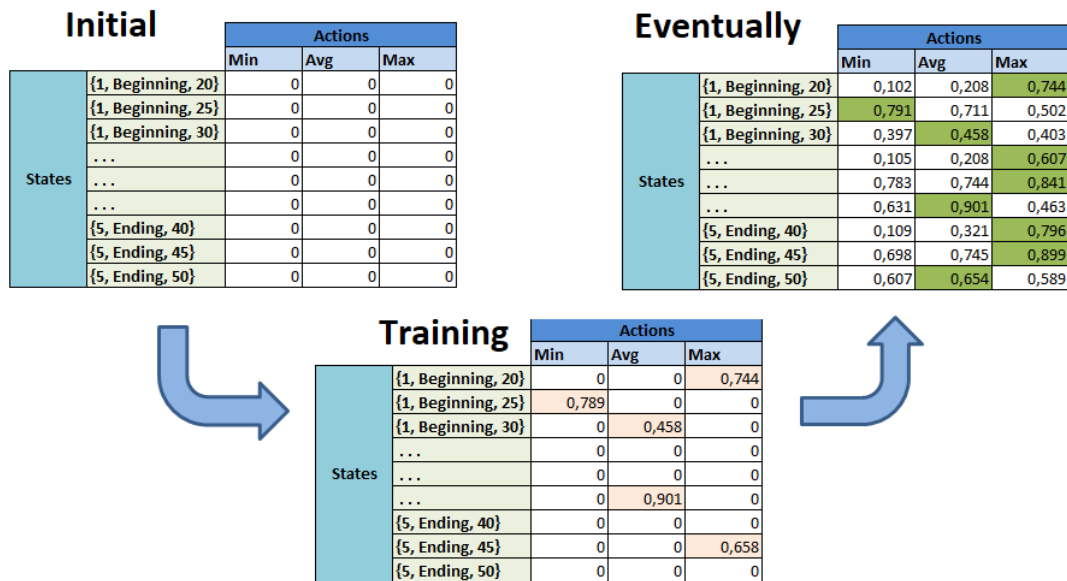 Initial
Actions
Min Avg Max
States
{1, Beginning, 20} 0 0 0
{1, Beginning, 25} 0 0 0
{1, Beginning, 30} 0 0 0
... 0 0 0
... 0 0 0
... 0 0 0
{5, Ending, 40} 0 0 0
{5, Ending, 45} 0 0 0
{5, Ending, 50} 0 0 0
Eventually
Actions
Min Avg Max
States
{1, Beginning, 20} 0,102 0,208 0,744
{1, Beginning, 25} 0,791 0,711 0,502
{1, Beginning, 30} 0,397 0,458 0,403
... 0,105 0,208 0,607
... 0,783 0,744 0,841
... 0,631 0,901 0,463
{5, Ending, 40} 0,109 0,321 0,796
{5, Ending, 45} 0,698 0,745 0,899
{5, Ending, 50} 0,607 0,654 0,589
Training
Actions
Min Avg Max
States
{1, Beginning, 20} 0 0 0,744
{1, Beginning, 25} 0,789 0 0
{1, Beginning, 30} 0 0,458 0
... 0 0 0
... 0 0 0
... 0 0,901 0
{5, Ending, 40} 0 0 0
{5, Ending, 45} 0 0 0,658
{5, Ending, 50} 0 0 0